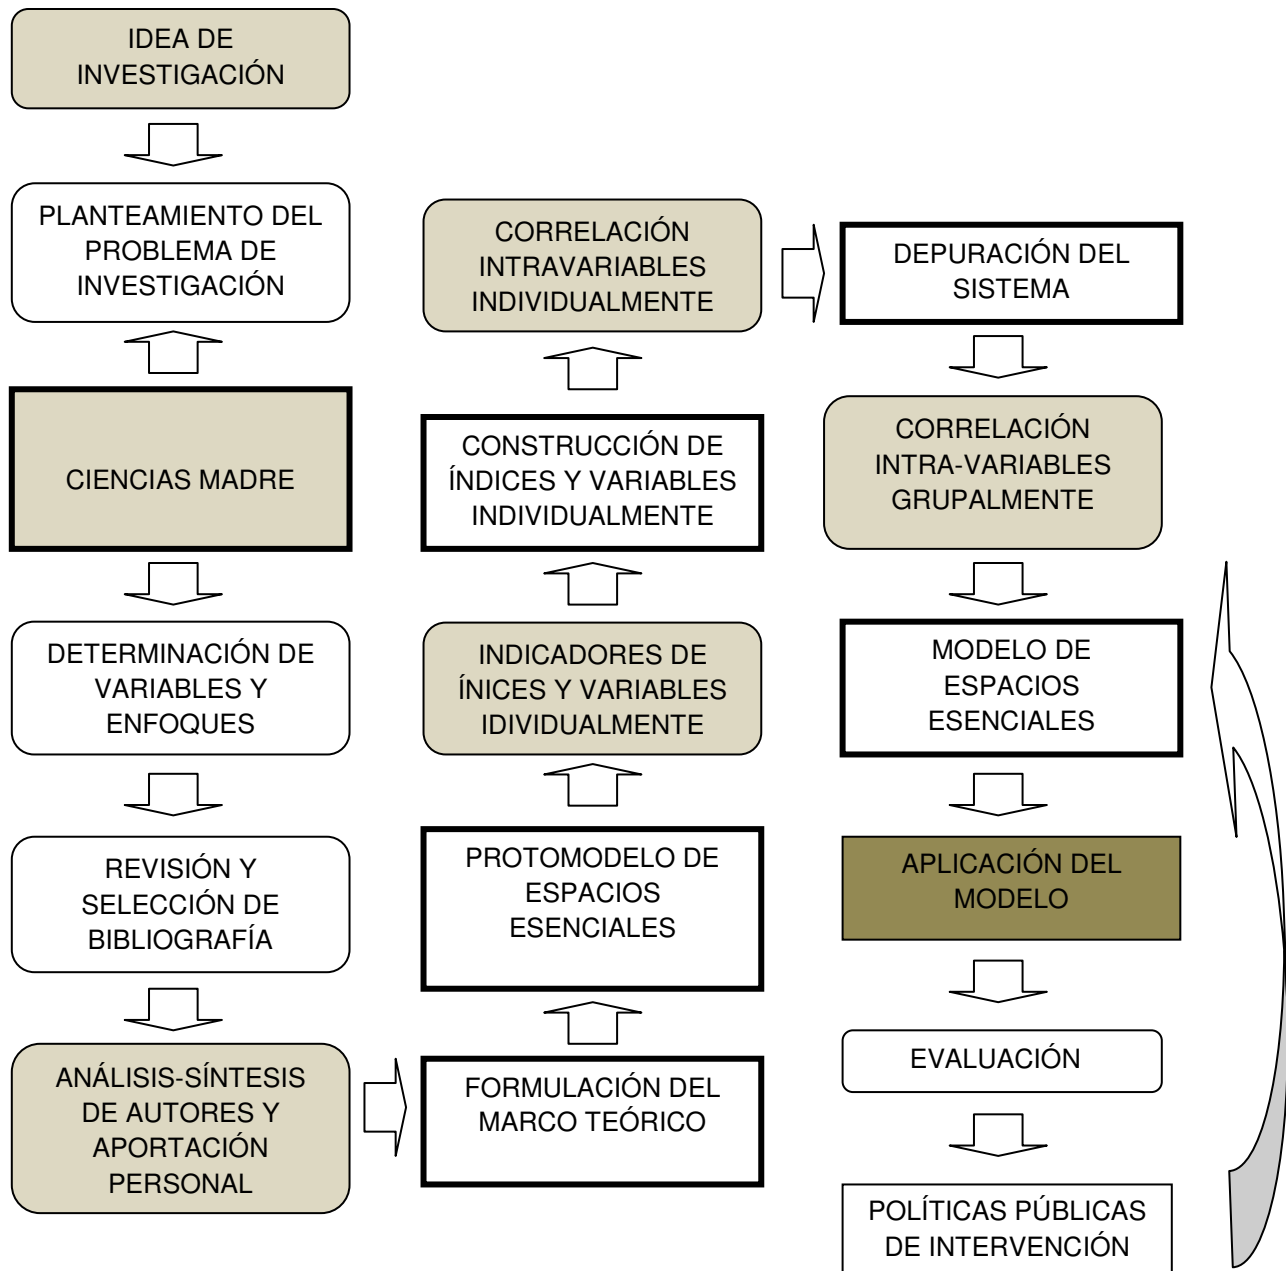 IDEA DE
INVESTIGACIÓN
PLANTEAMIENTO DEL
PROBLEMA DE
INVESTIGACIÓN
CIENCIAS MADRE
DETERMINACIÓN DE
VARIABLES Y
ENFOQUES
REVISIÓN Y
SELECCIÓN DE
BIBLIOGRAFÍA
ANÁLISIS-SÍNTESIS
DE AUTORES Y
APORTACIÓN
PERSONAL
FORMULACIÓN DEL
MARCO TEÓRICO
PROTOMODELO DE
ESPACIOS
ESENCIALES
INDICADORES DE
ÍNICES Y VARIABLES
IDIVIDUALMENTE
CONSTRUCCIÓN DE
ÍNDICES Y VARIABLES
INDIVIDUALMENTE
CORRELACIÓN
INTRAVARIABLES
INDIVIDUALMENTE
DEPURACIÓN DEL
SISTEMA
CORRELACIÓN
INTRA-VARIABLES
GRUPALMENTE
MODELO DE
ESPACIOS
ESENCIALES
APLICACIÓN DEL
MODELO
EVALUACIÓN
POLÍTICAS PÚBLICAS
DE INTERVENCIÓN